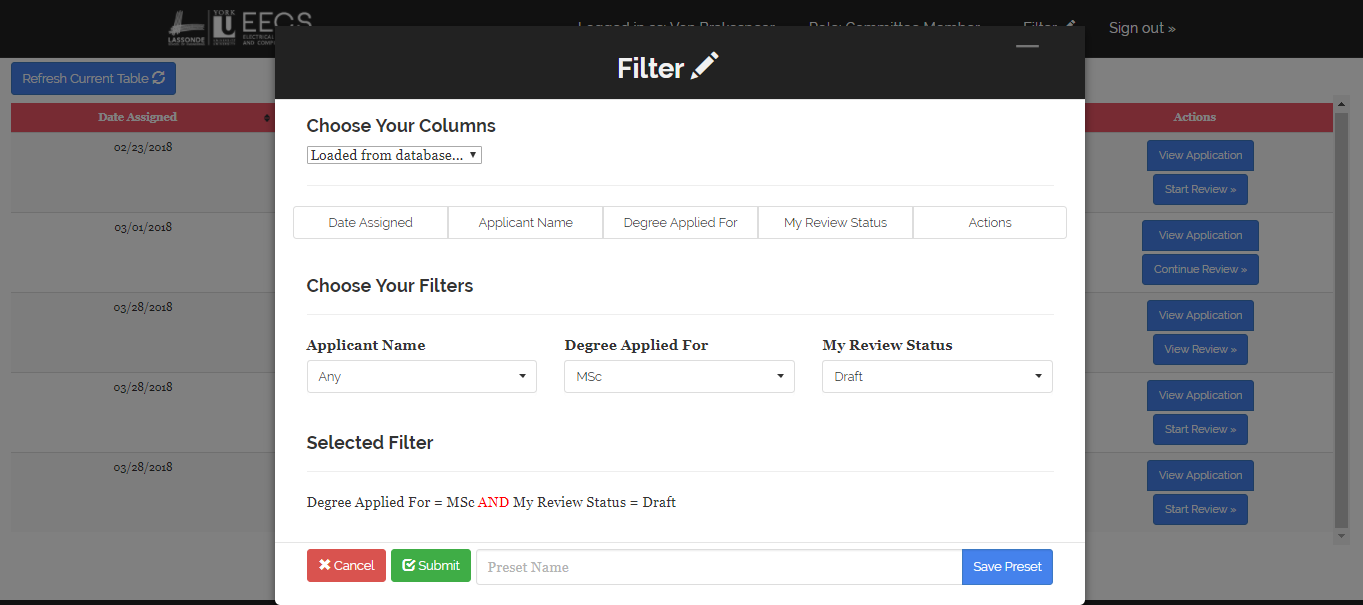 LASSONDE
YORK
U
EECS
Sign out »
Filter
Refresh Current Table
Date Assigned
Actions
02/23/2018
View Application
Start Review »
03/01/2018
View Application
Continue Review »
03/28/2018
View Application
View Review »
03/28/2018
View Application
Start Review »
03/28/2018
View Application
Start Review »
Choose Your Columns
Loaded from database...
Date Assigned Applicant Name Degree Applied For My Review Status Actions
Choose Your Filters
Applicant Name Degree Applied For My Review Status
Any MSc Draft
Selected Filter
Degree Applied For = MSc AND My Review Status = Draft
Cancel Submit Preset Name Save Preset